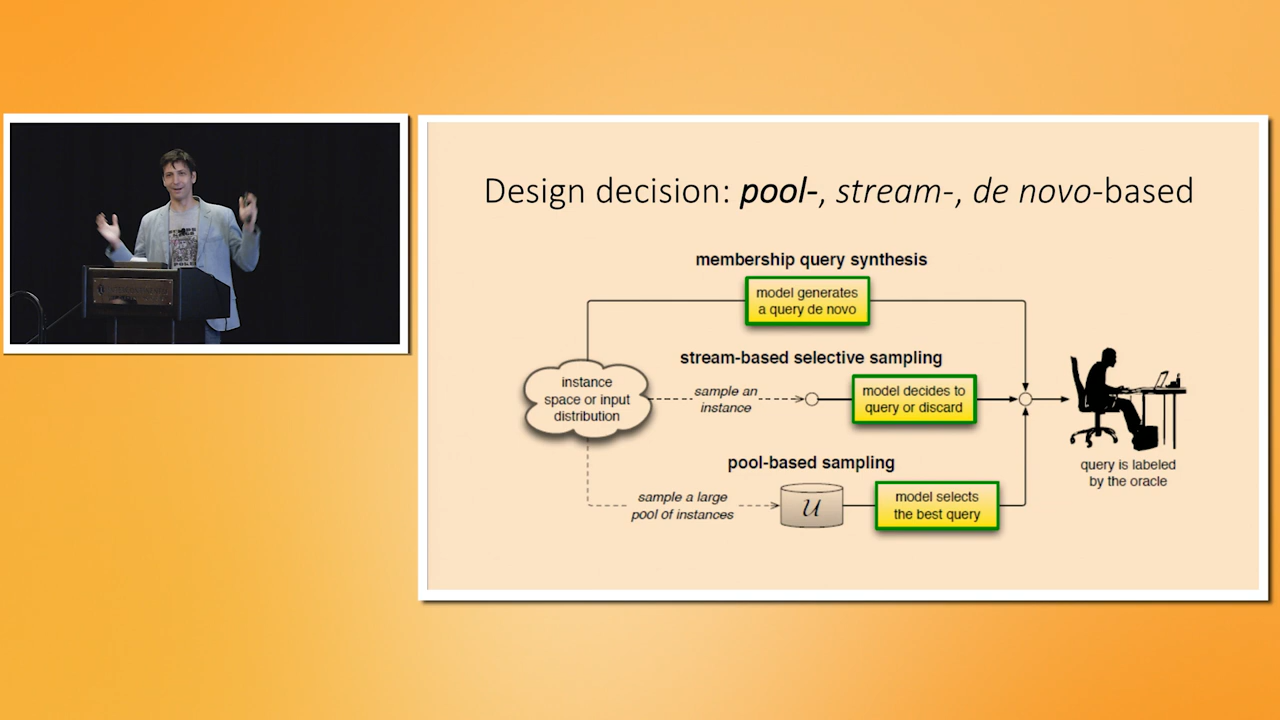 Design decision: pool-, stream-, de novo-based
membership query synthesis
model generates
a query de novo
stream-based selective sampling
instance
space or input
distribution
sample an
instance
model decides to
query or discard
pool-based sampling
sample a large
pool of instances
U
model selects
the best query
query is labeled
by the oracle